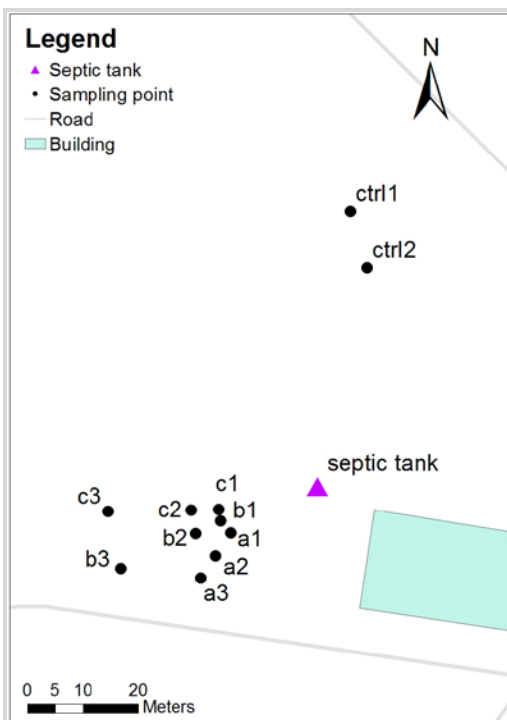 Legend
Septic tank
Sampling point
Road
Building
N
ctrl1
ctrl2
septic tank
c1
c3
c2
b1
b2
a1
b3
a2
a3
0 5 10 20
Meters